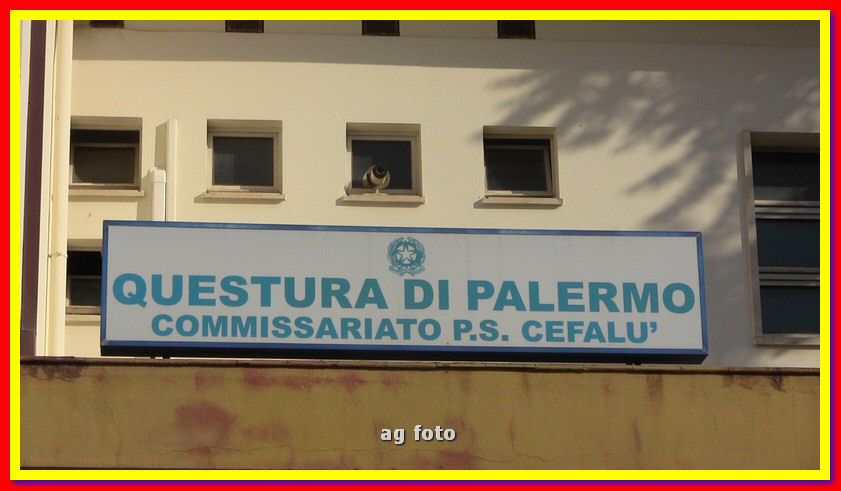 QUESTURA DI PALERMO
COMMISSARIATO P.S. CEFALU'
ag foto